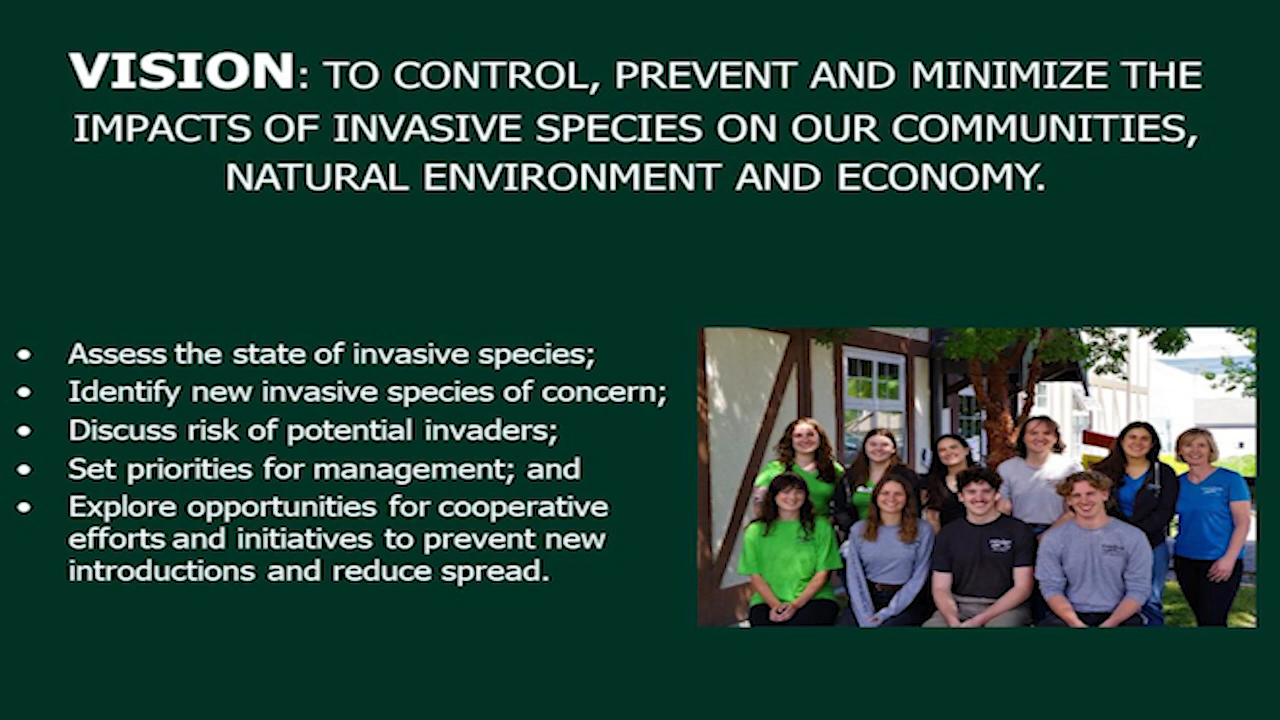 VISION: TO CONTROL, PREVENT AND MINIMIZE THE
IMPACTS OF INVASIVE SPECIES ON OUR COMMUNITIES,
NATURAL ENVIRONMENT AND ECONOMY.
• Assess the state of invasive species;
• Identify new invasive species of concern;
• Discuss risk of potential invaders;
• Set priorities for management; and
• Explore opportunities for cooperative
efforts and initiatives to prevent new
introductions and reduce spread.